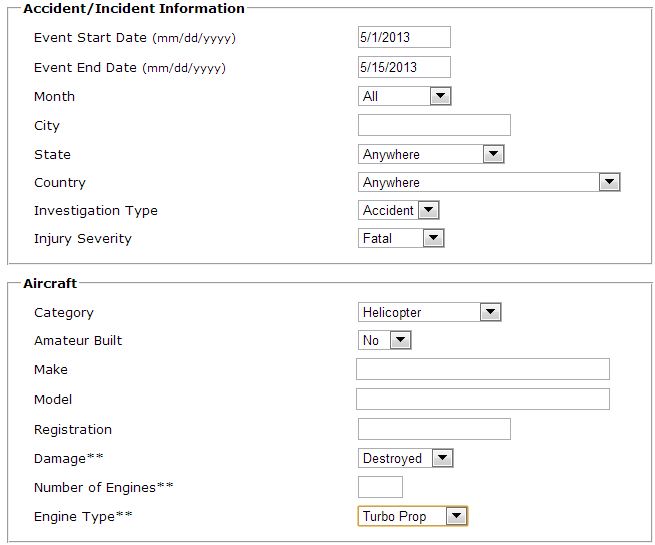 Accident/Incident Information
Event Start Date (mm/dd/yyyy) 5/1/2013
Event End Date (mm/dd/yyyy) 5/15/2013
Month All
City
State Anywhere
Country Anywhere
Investigation Type Accident
Injury Severity Fatal
Aircraft
Category Helicopter
Amateur Built No
Make
Model
Registration
Damage** Destroyed
Number of Engines**
Engine Type** Turbo Prop